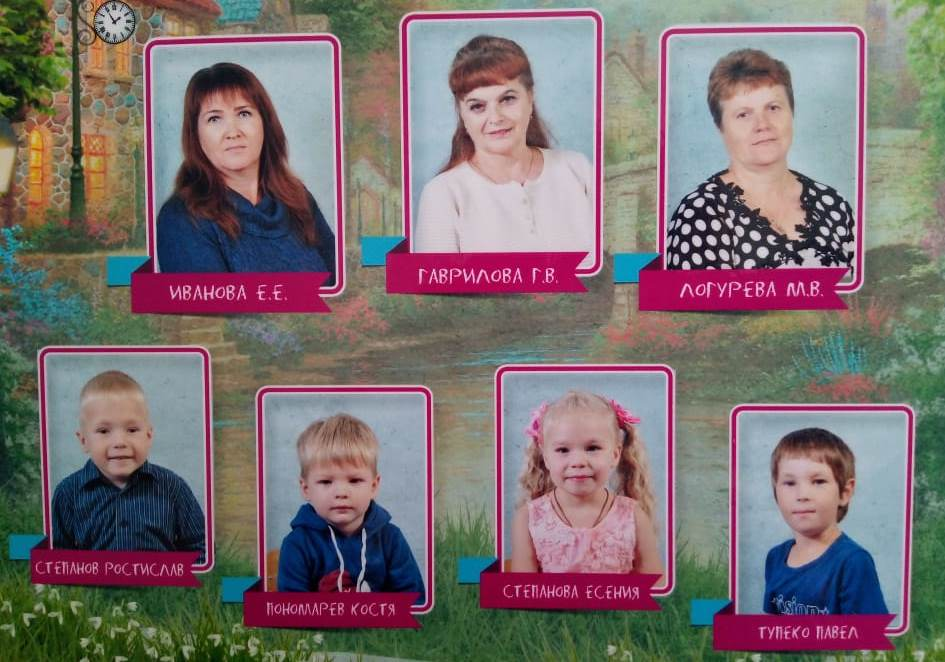 ИВАНОВА Е.Е.
ГАВРИЛОВА Г.В.
ЛОГУРЕВА М.В.
СТЕПАНОВ РОСТИСЛАВ
ПОНОМАРЕВ КОСТЯ
СТЕПАНОВА ЕСЕНИЯ
ТУПЕКО ПАВЕЛ